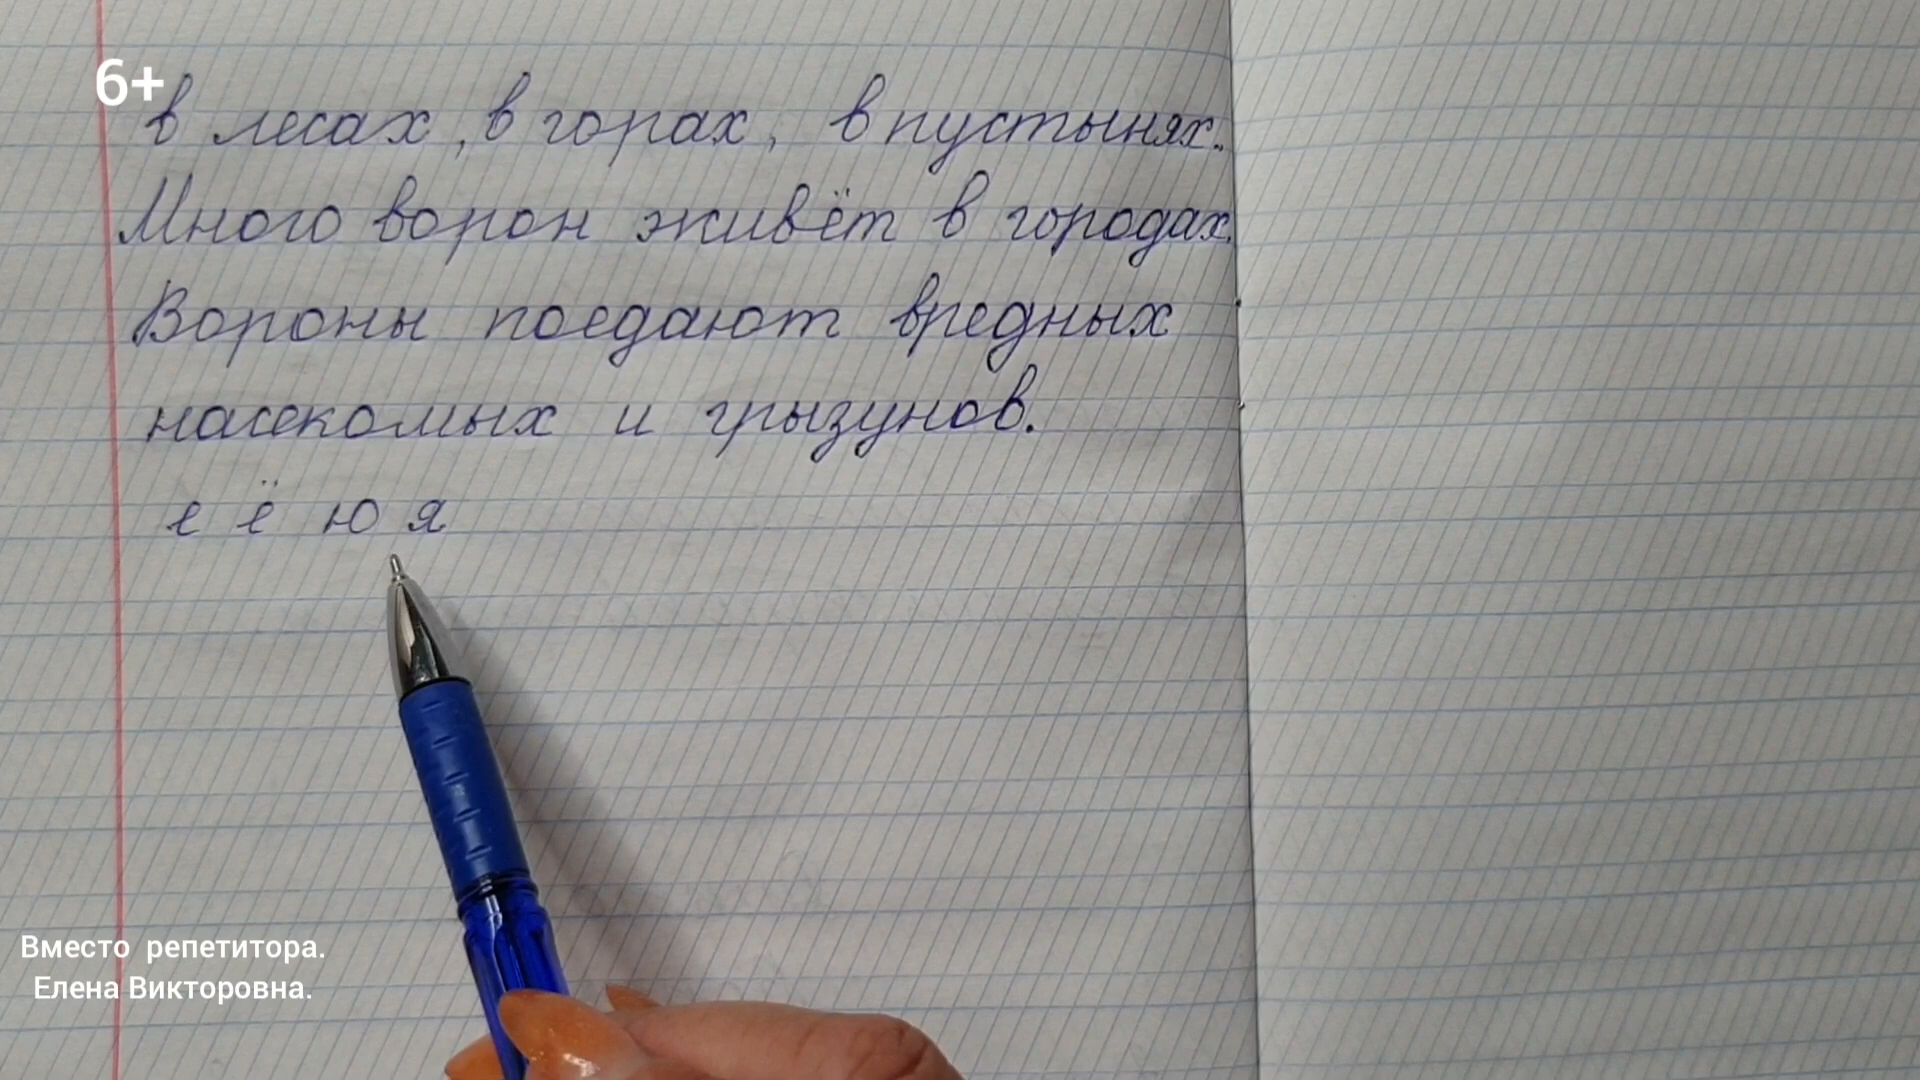 6+
в лесах, в горах, в пустынях.
Много ворон живёт в городах.
Вороны поедают вредных
насекомых и грызунов.
е ё ю я
Вместо репетитора.
Елена Викторовна.